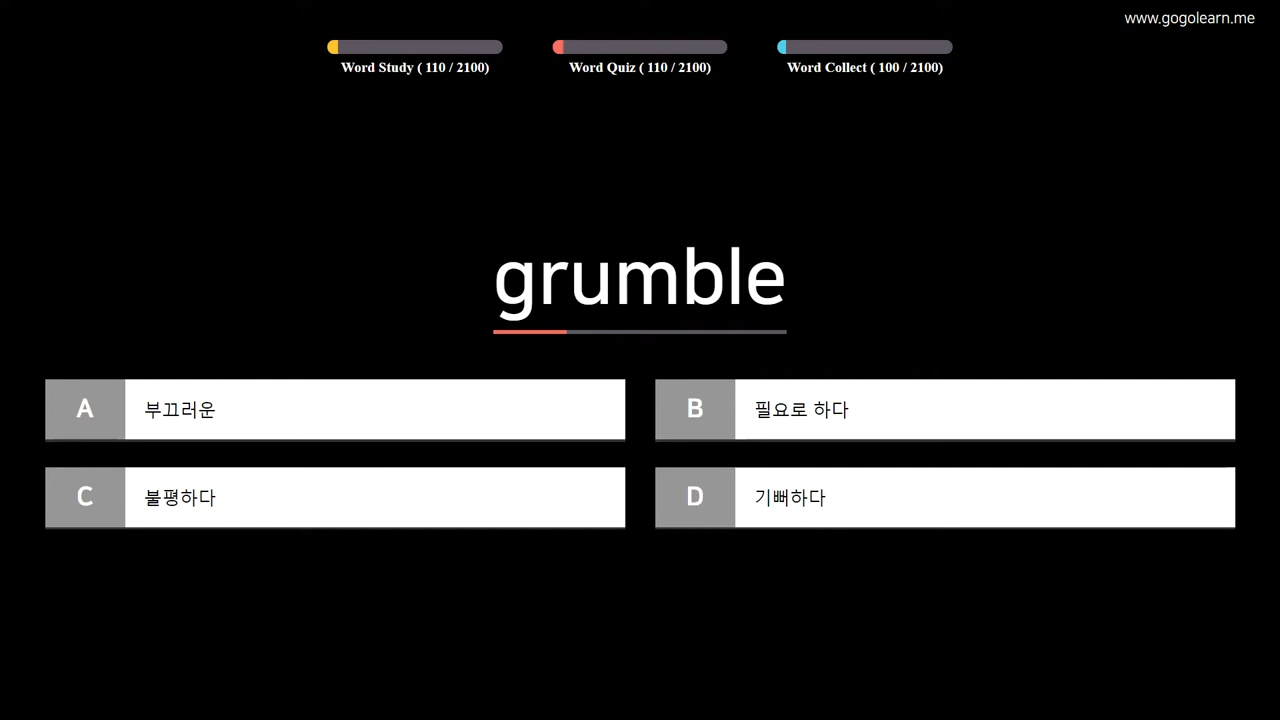 www.gogolearn.me
Word Study ( 110 / 2100)
Word Quiz ( 110 / 2100)
Word Collect ( 100 / 2100)
grumble
A 부끄러운
B 필요로 하다
C 불평하다
D 기뻐하다